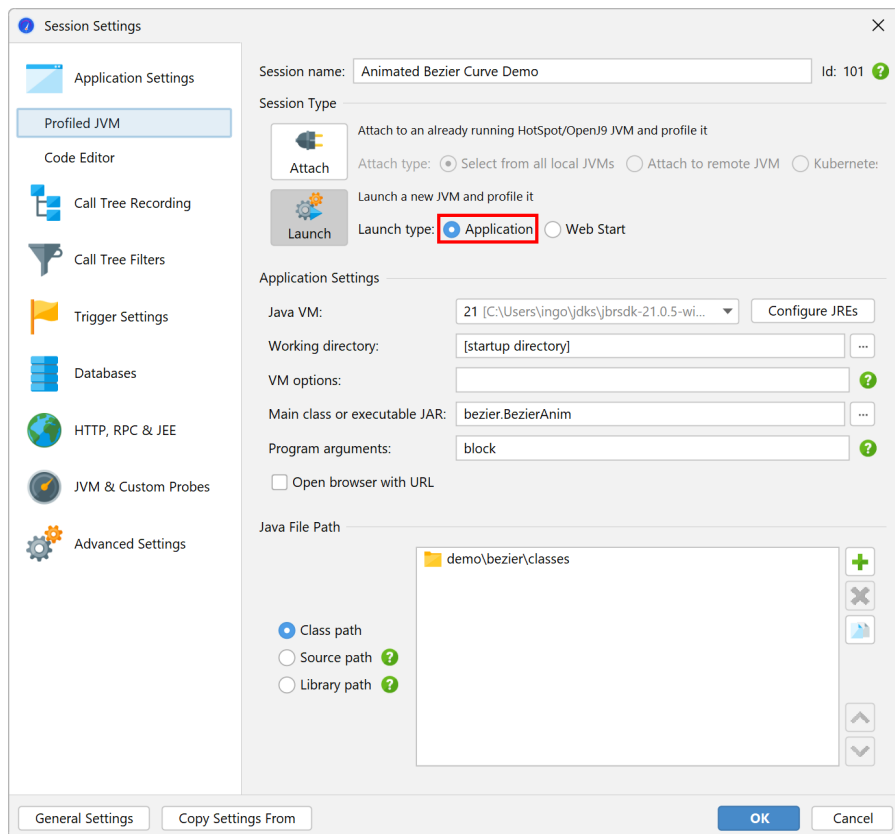 Session Settings
Application Settings
Profiled JVM
Code Editor
Call Tree Recording
Call Tree Filters
Trigger Settings
Databases
HTTP, RPC & JEE
JVM & Custom Probes
Advanced Settings
Session name: Animated Bezier Curve Demo Id: 101
Session Type
Attach
Attach to an already running HotSpot/OpenJ9 JVM and profile it
Attach type: Select from all local JVMs Attach to remote JVM Kubernetes
Launch
Launch a new JVM and profile it
Launch type: Application Web Start
Application Settings
Java VM: 21 [C:\Users\ingo\jdks\jbrsdk-21.0.5-wi... Configure JREs
Working directory: [startup directory] ...
VM options:
Main class or executable JAR: bezier.BezierAnim ...
Program arguments: block
Open browser with URL
Java File Path
demo\bezier\classes
Class path
Source path
Library path
General Settings Copy Settings From OK Cancel